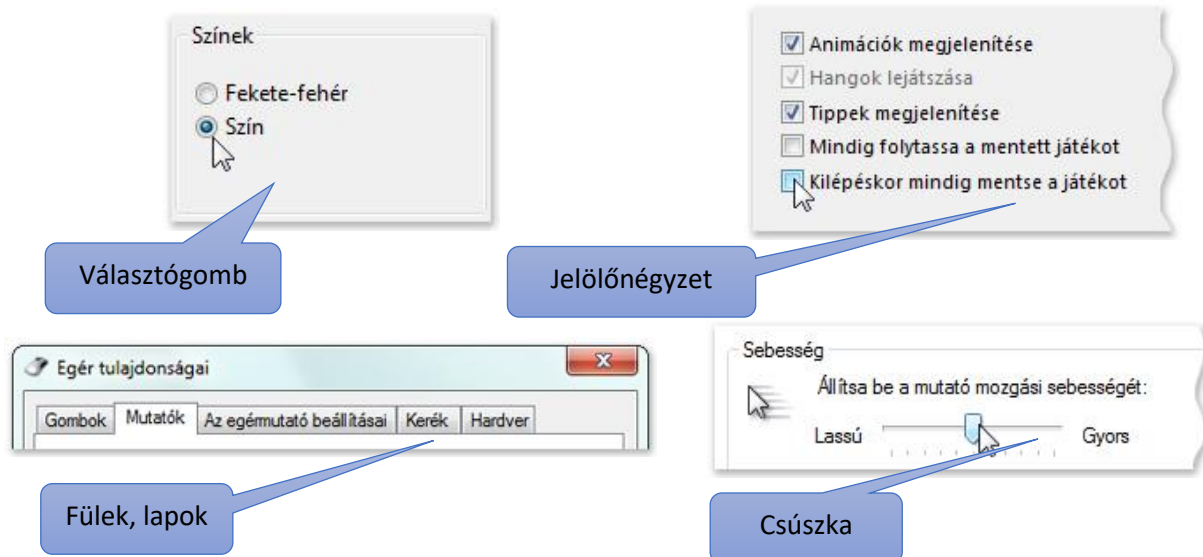 Színek
Fekete-fehér
Szín
Választógomb
Animációk megjelenítése
Hangok lejátszása
Tippek megjelenítése
Mindig folytassa a mentett játékot
Kilépéskor mindig mentse a játékot
Jelölőnégyzet
Egér tulajdonságai
Gombok Mutatók Az egérmutató beállításai Kerék Hardver
Fülek, lapok
Sebesség
Állítsa be a mutató mozgási sebességét:
Lassú Gyors
Csúszka